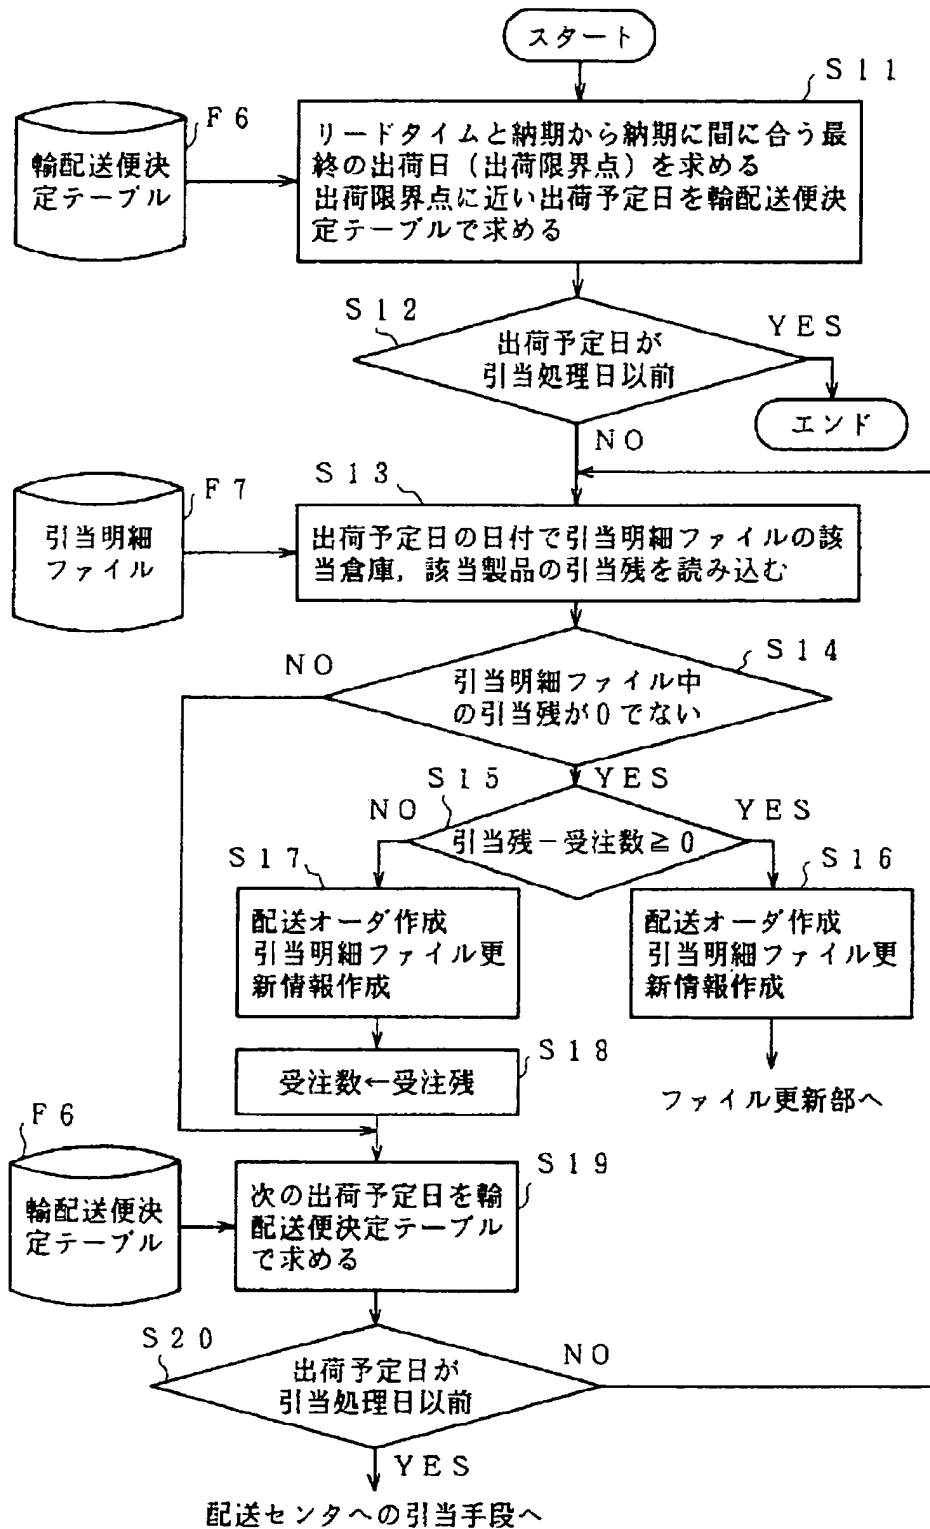 スタート
S11
F6
輸配送便決
定テーブル
リードタイムと納期から納期に間に合う最
終の出荷日（出荷限界点）を求める
出荷限界点に近い出荷予定日を輸配送便決
定テーブルで求める
S12
出荷予定日が
引当処理日以前
YES
エンド
NO
F7
引当明細
ファイル
S13
出荷予定日の日付で引当明細ファイルの該
当倉庫，該当製品の引当残を読み込む
S14
NO
引当明細ファイル中
の引当残が0でない
YES
S15
NO
YES
引当残－受注数≧0
S17
配送オーダ作成
引当明細ファイル更
新情報作成
S16
配送オーダ作成
引当明細ファイル更
新情報作成
ファイル更新部へ
S18
受注数←受注残
F6
輸配送便決
定テーブル
S19
次の出荷予定日を輸
配送便決定テーブル
で求める
S20
出荷予定日が
引当処理日以前
NO
YES
配送センタへの引当手段へ